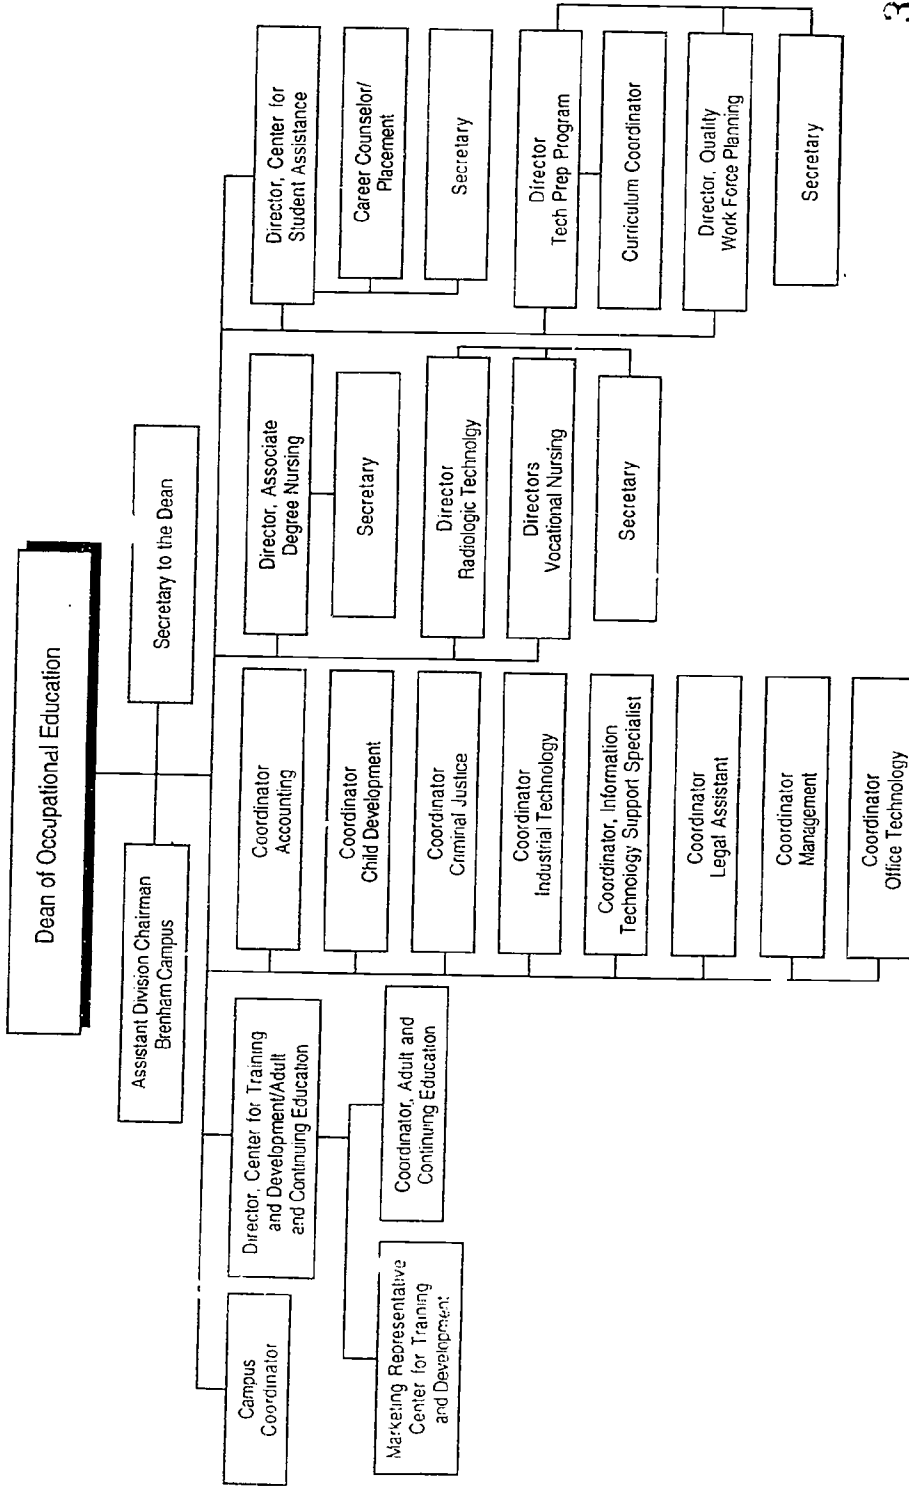 Dean of Occupational Education
Assistant Division Chairman
Brenham Campus
Secretary to the Dean
Campus
Coordinator
Director, Center for Training
and Development/Adult
and Continuing Education
Marketing Representative
Center for Training
and Development
Coordinator, Adult and
Continuing Education
Coordinator
Accounting
Coordinator
Child Development
Coordinator
Criminal Justice
Coordinator
Industrial Technology
Coordinator, Information
Technology Support Specialist
Coordinator
Legal Assistant
Coordinator
Management
Coordinator
Office Technology
Director, Associate
Degree Nursing
Secretary
Director
Radiologic Technolgy
Directors
Vocational Nursing
Secretary
Director, Center for
Student Assistance
Career Counselor/
Placement
Secretary
Director
Tech Prep Program
Curriculum Coordinator
Director, Quality
Work Force Planning
Secretary